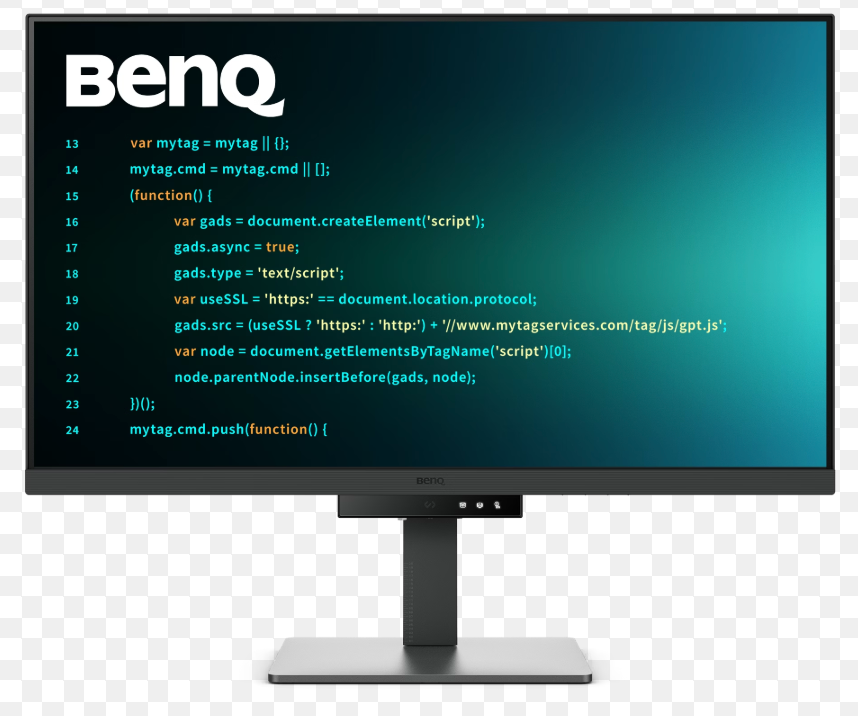 BenQ
13 var mytag = mytag || {};
14 mytag.cmd = mytag.cmd || [];
15 (function() {
16 var gads = document.createElement('script');
17 gads.async = true;
18 gads.type = 'text/script';
19 var useSSL = 'https:' == document.location.protocol;
20 gads.src = (useSSL ? 'https:' : 'http:') + '//www.mytagservices.com/tag/js/gpt.js';
21 var node = document.getElementsByTagName('script')[0];
22 node.parentNode.insertBefore(gads, node);
23 })();
24 mytag.cmd.push(function() {
BenQ